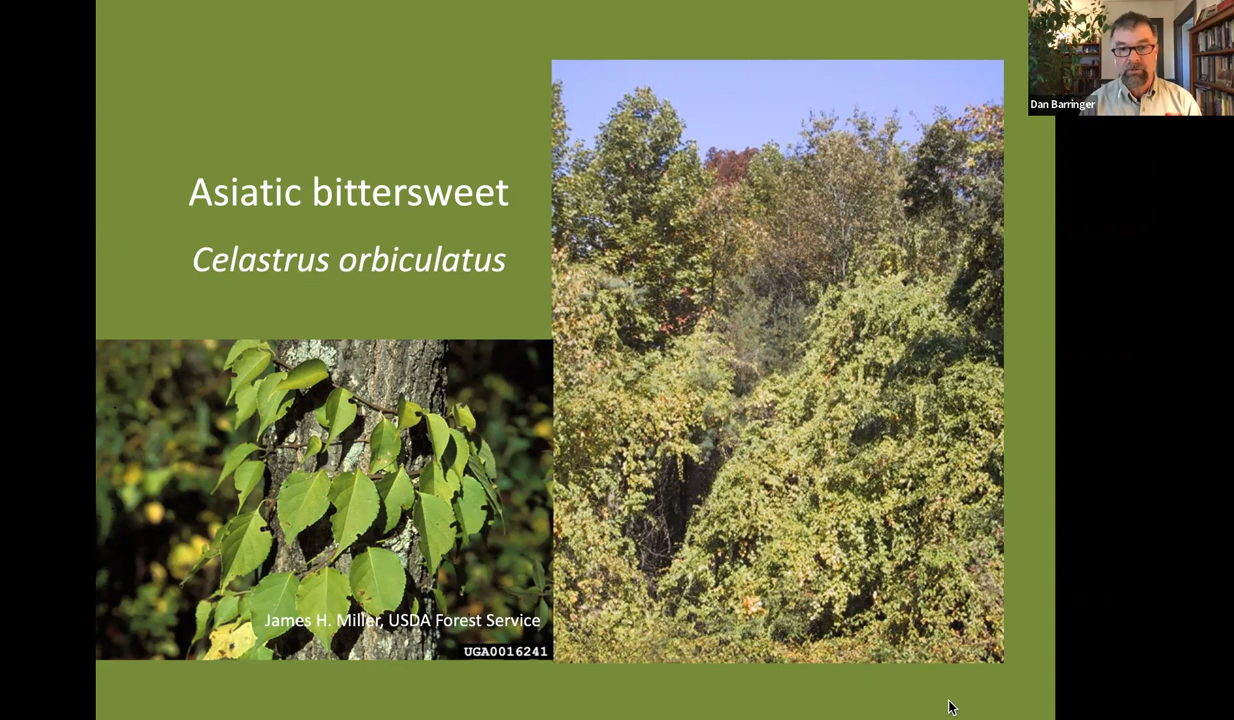 Asiatic bittersweet
Celastrus orbiculatus
James H. Miller, USDA Forest Service
UGA0016241
Dan Barringer